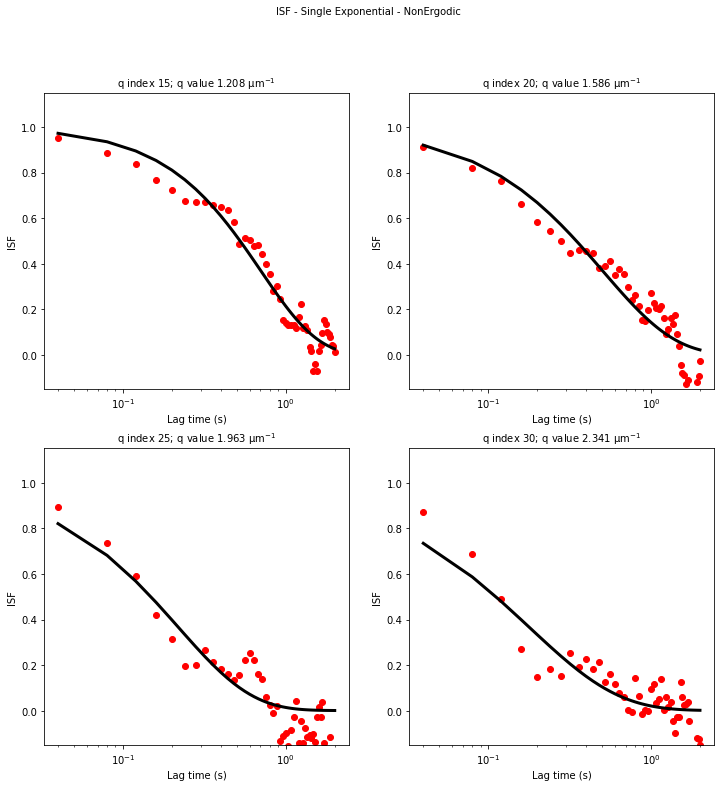 ISF - Single Exponential - NonErgodic
q index 15; q value 1.208 μm⁻¹
ISF
1.0
0.8
0.6
0.4
0.2
0.0
10⁻¹
10⁰
Lag time (s)
q index 20; q value 1.586 μm⁻¹
ISF
1.0
0.8
0.6
0.4
0.2
0.0
10⁻¹
10⁰
Lag time (s)
q index 25; q value 1.963 μm⁻¹
ISF
1.0
0.8
0.6
0.4
0.2
0.0
10⁻¹
10⁰
Lag time (s)
q index 30; q value 2.341 μm⁻¹
ISF
1.0
0.8
0.6
0.4
0.2
0.0
10⁻¹
10⁰
Lag time (s)